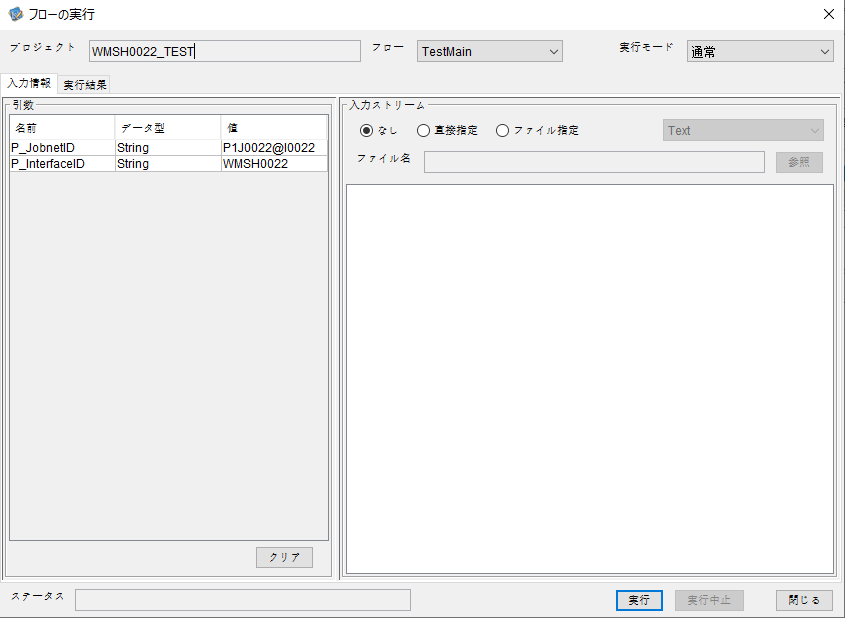 フローの実行
プロジェクト WMSH0022_TEST フロー TestMain 実行モード 通常
入力情報 実行結果
引数
名前 データ型 値
P_JobnetID String P1J0022@I0022
P_InterfaceID String WMSH0022
クリア
入力ストリーム
なし 直接指定 ファイル指定 Text
ファイル名 参照
ステータス 実行 実行中止 閉じる